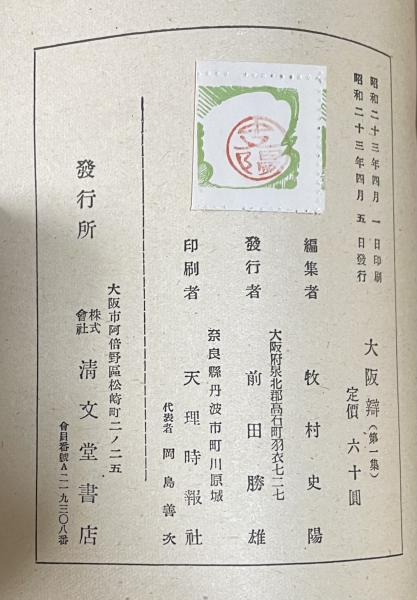 昭和二十三年四月一日印刷
昭和二十三年四月五日發行
大阪辯(第一集)
定價 六十圓
編集者 牧村史陽
大阪府泉北郡高石町羽衣七二七
發行者 前田勝雄
奈良縣丹波市町川原城
印刷者 天理時報社
代表者 岡島善次
大阪市阿倍野區松崎町二ノ二五
發行所 株式會社 淸文堂書店
會員番號A二一九三〇八番